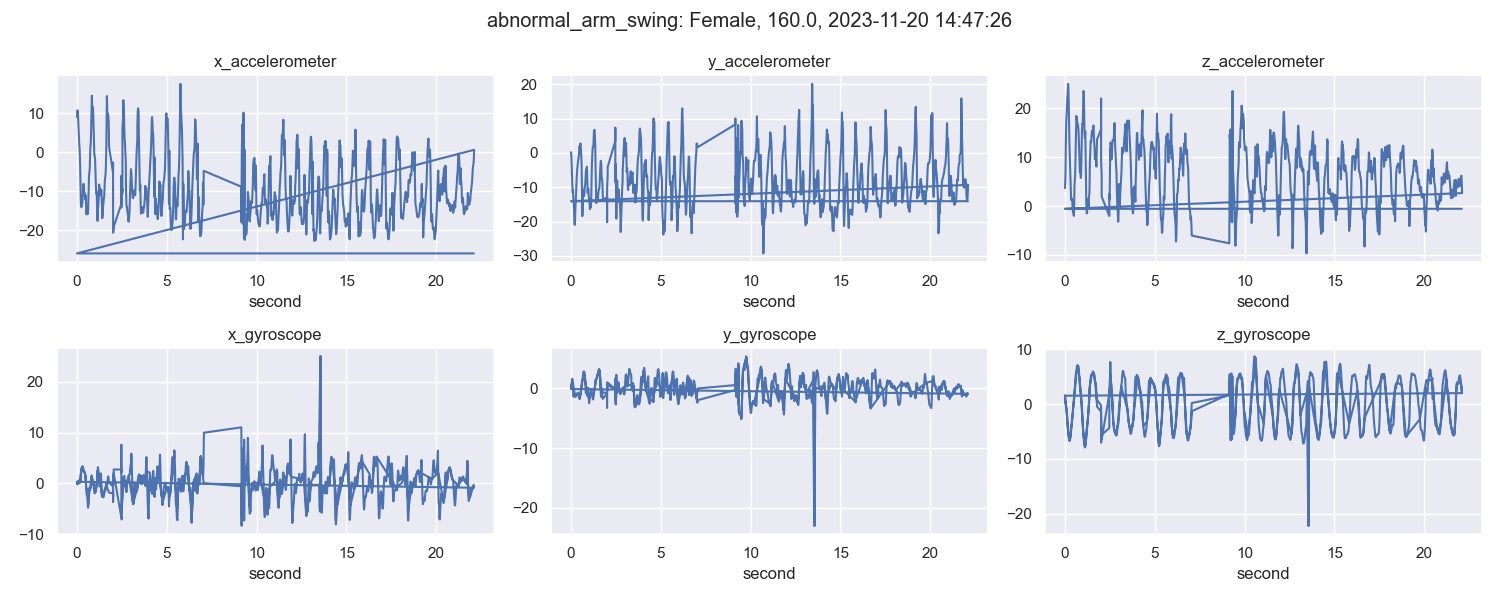 abnormal_arm_swing: Female, 160.0, 2023-11-20 14:47:26
x_accelerometer
10
0
−10
−20
0 5 10 15 20
second
y_accelerometer
20
10
0
−10
−20
−30
0 5 10 15 20
second
z_accelerometer
20
10
0
−10
0 5 10 15 20
second
x_gyroscope
20
10
0
−10
0 5 10 15 20
second
y_gyroscope
0
−10
−20
0 5 10 15 20
second
z_gyroscope
10
0
−10
−20
0 5 10 15 20
second